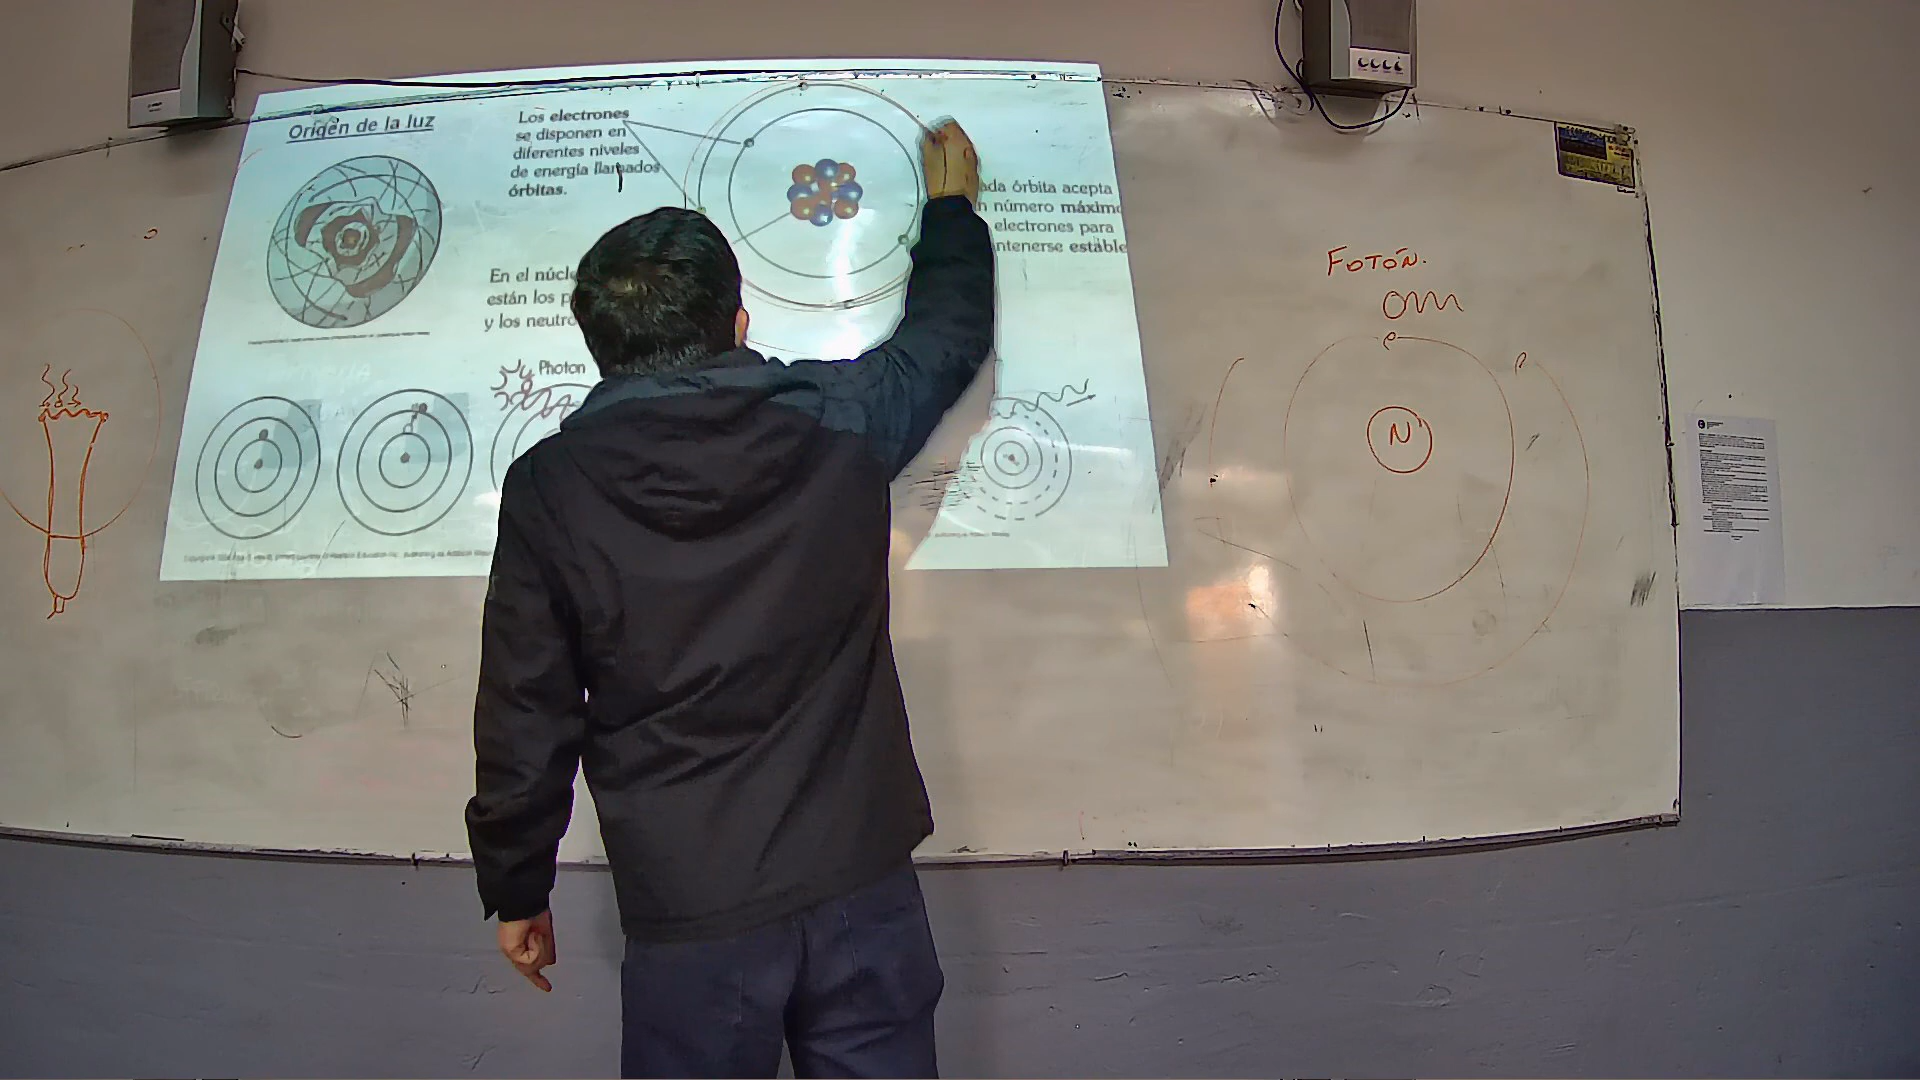 Origen de la luz
Los electrones
se disponen en
diferentes niveles
de energía llamados
órbitas.
ada órbita acepta
n número máximo
electrones para
ntenerse estable
En el núcle
están los p
y los neutro
Photon
FOTÓN.
e
e
N